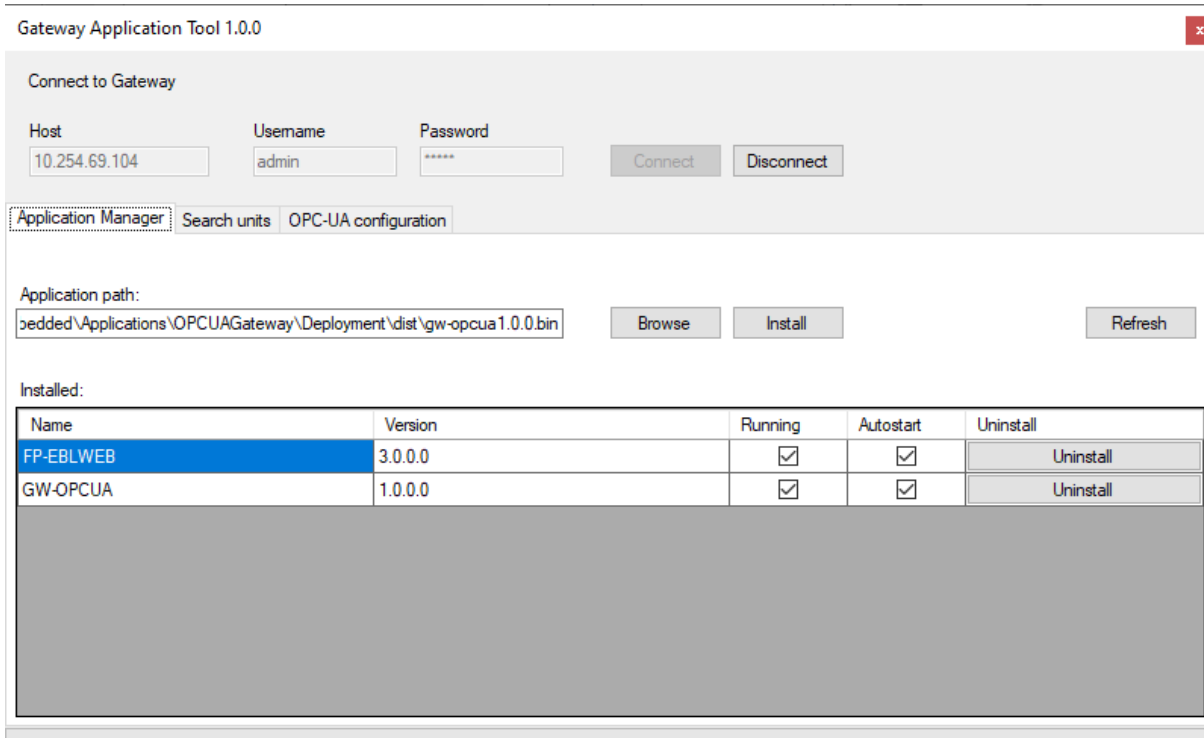 Gateway Application Tool 1.0.0
x
Connect to Gateway
Host Username Password
10.254.69.104 admin ***** Connect Disconnect
Application Manager Search units OPC-UA configuration
Application path:
bedded\Applications\OPCUAGateway\Deployment\dist\gw-opcua1.0.0.bin Browse Install Refresh
Installed:
Name Version Running Autostart Uninstall
FP-EBLWEB 3.0.0.0 Uninstall
GW-OPCUA 1.0.0.0 Uninstall